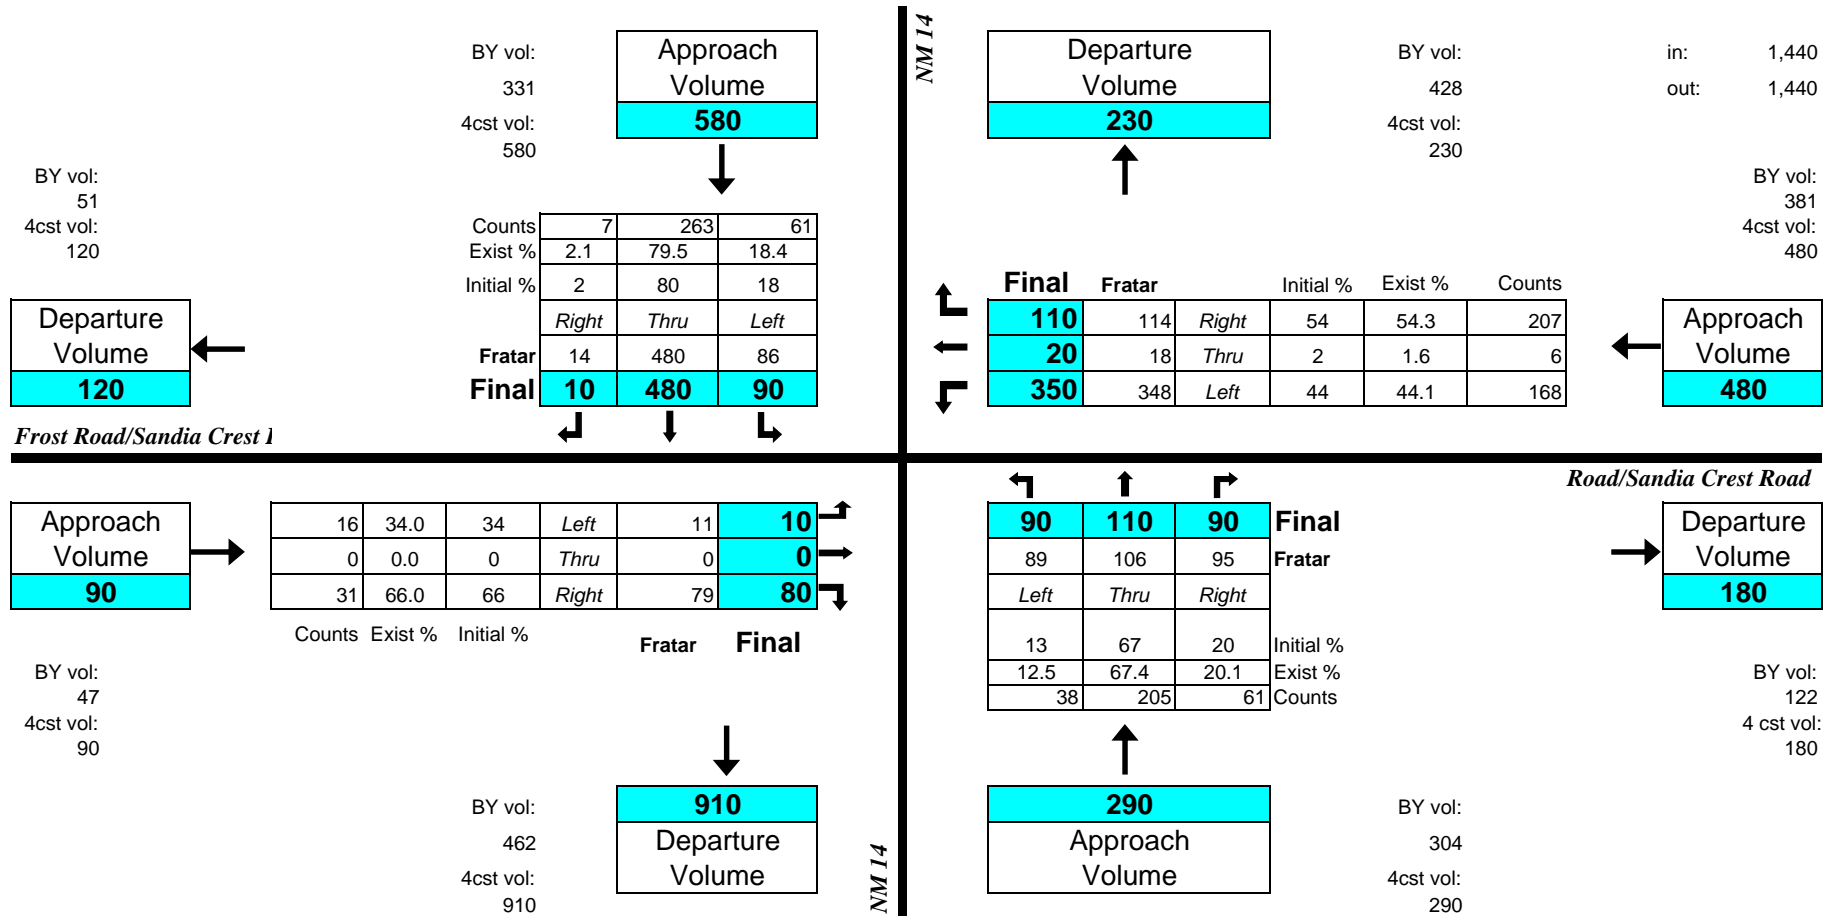 BY vol:
331
4cst vol:
580
Approach
Volume
580
NM 14
Departure
Volume
230
BY vol:
428
4cst vol:
230
in: 1,440
out: 1,440
BY vol:
51
4cst vol:
120
BY vol:
381
4cst vol:
480
Counts 7 263 61
Exist % 2.1 79.5 18.4
Initial % 2 80 18
Right Thru Left
Fratar 14 480 86
Final 10 480 90
Departure
Volume
120
Final Fratar Initial % Exist % Counts
110 114 Right 54 54.3 207
20 18 Thru 2 1.6 6
350 348 Left 44 44.1 168
Approach
Volume
480
Frost Road/Sandia Crest
Road/Sandia Crest Road
Approach
Volume
90
16 34.0 34 Left 11 10
0 0.0 0 Thru 0 0
31 66.0 66 Right 79 80
Counts Exist % Initial % Fratar Final
90 110 90 Final
89 106 95 Fratar
Left Thru Right
13 67 20 Initial %
12.5 67.4 20.1 Exist %
38 205 61 Counts
Departure
Volume
180
BY vol:
47
4cst vol:
90
BY vol:
122
4 cst vol:
180
BY vol:
462
4cst vol:
910
910
Departure
Volume
NM 14
290
Approach
Volume
BY vol:
304
4cst vol:
290